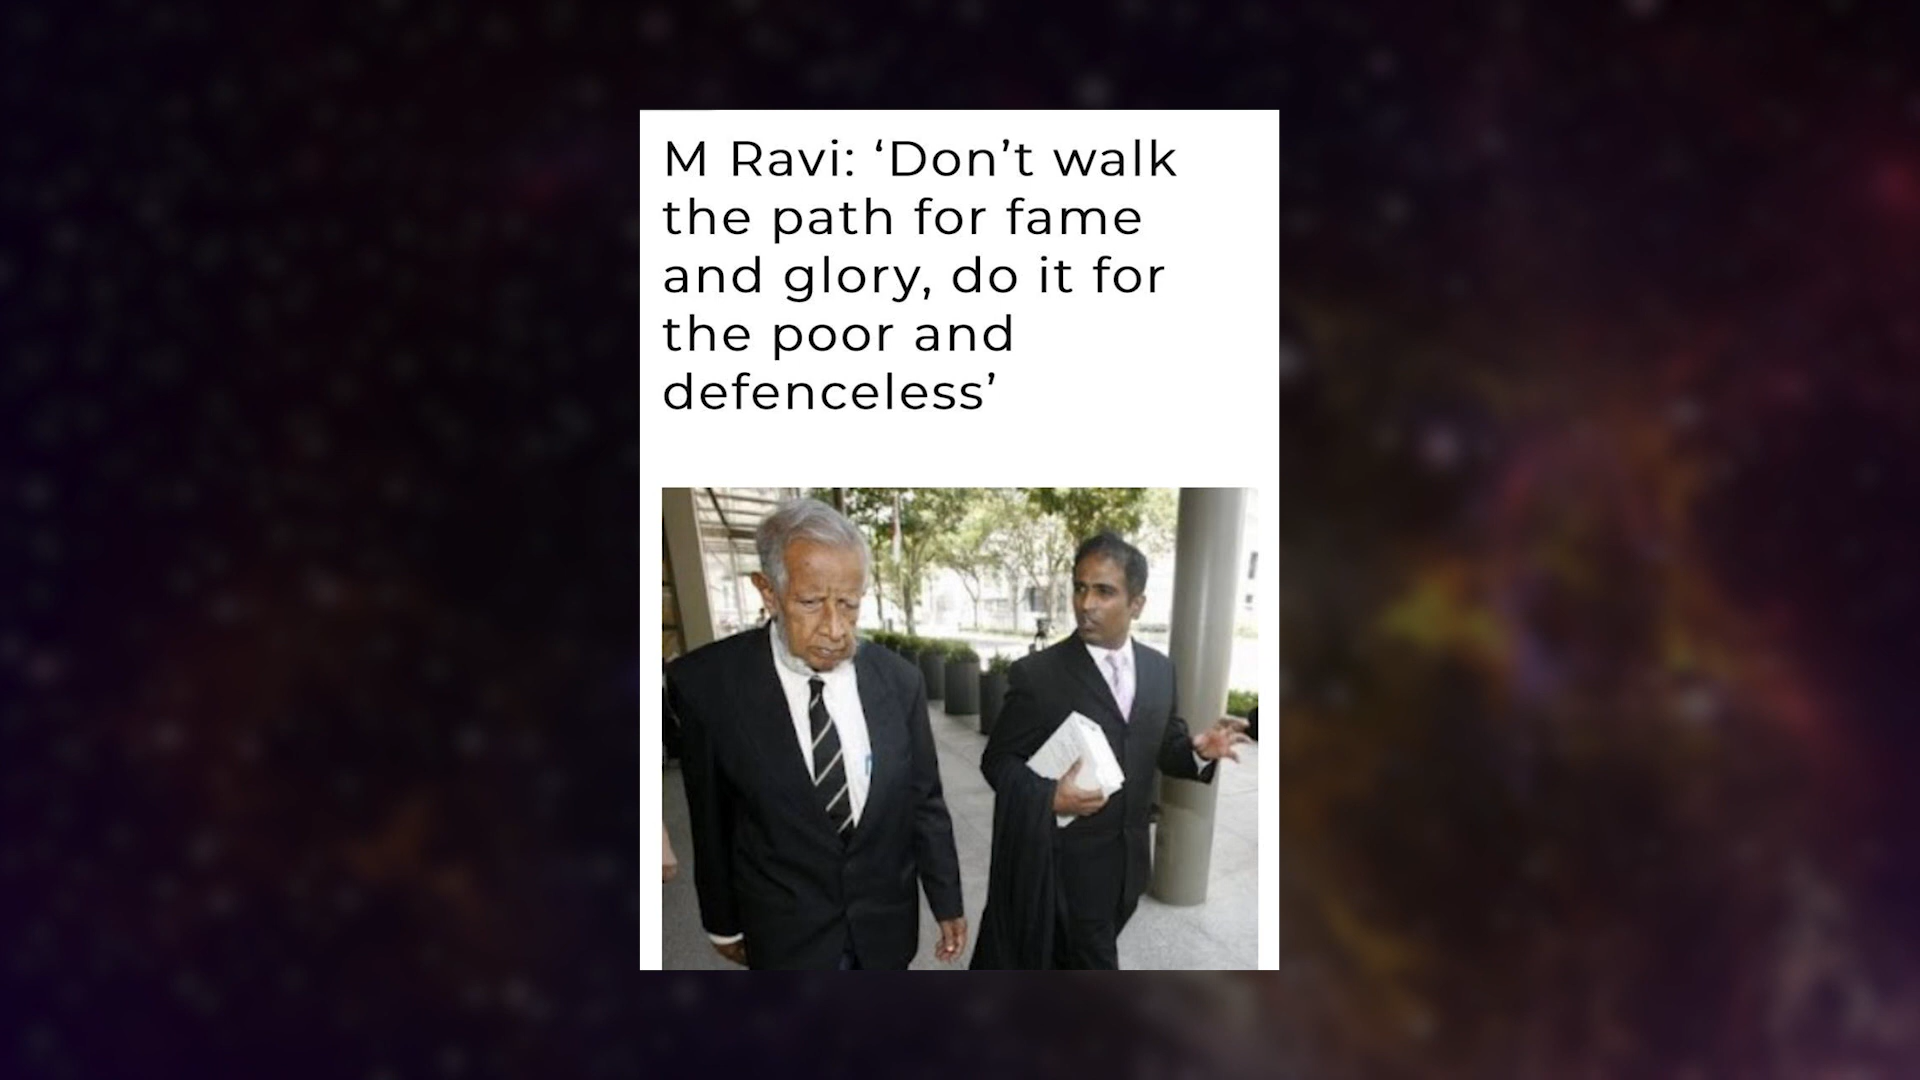 M Ravi: ‘Don’t walk
the path for fame
and glory, do it for
the poor and
defenceless’